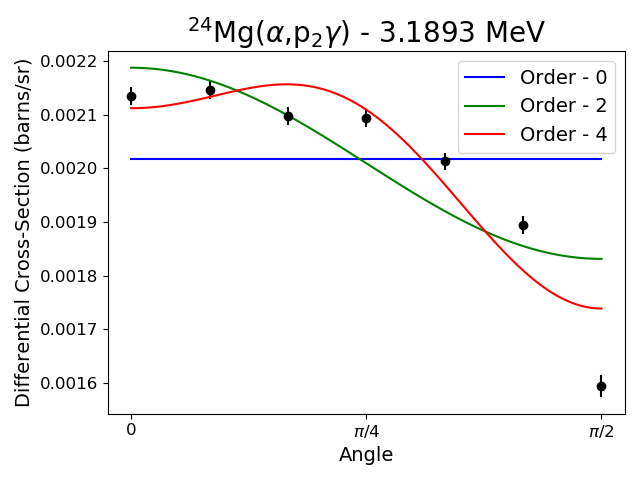 ²⁴Mg(α,p₂γ) - 3.1893 MeV
Differential Cross-Section (barns/sr)
0.0022
0.0021
0.0020
0.0019
0.0018
0.0017
0.0016
Order - 0
Order - 2
Order - 4
0
π/4
π/2
Angle